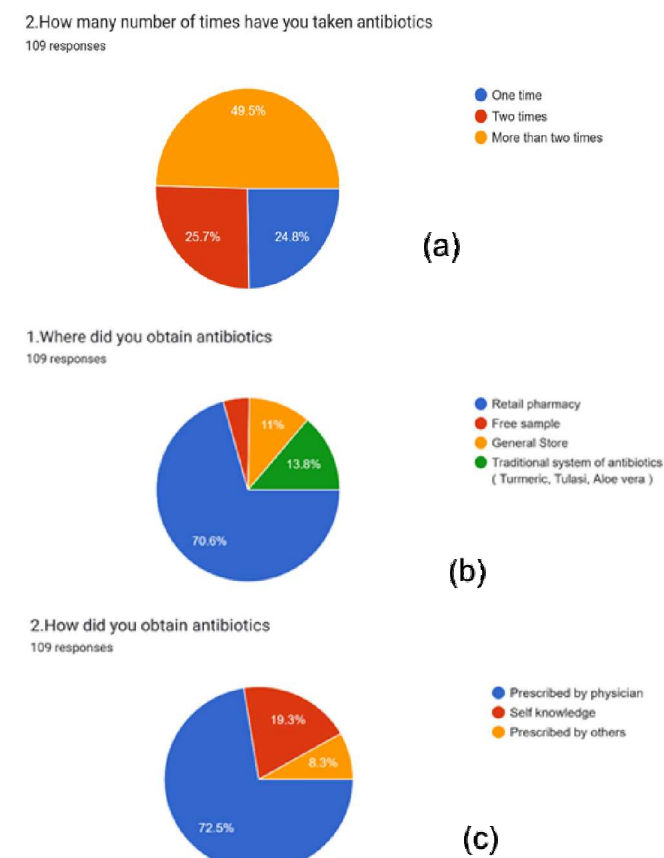 2.How many number of times have you taken antibiotics
109 responses
49.5%
25.7%
24.8%
One time
Two times
More than two times
(a)
1.Where did you obtain antibiotics
109 responses
11%
13.8%
70.6%
Retail pharmacy
Free sample
General Store
Traditional system of antibiotics
( Turmeric, Tulasi, Aloe vera )
(b)
2.How did you obtain antibiotics
109 responses
19.3%
8.3%
72.5%
Prescribed by physician
Self knowledge
Prescribed by others
(c)